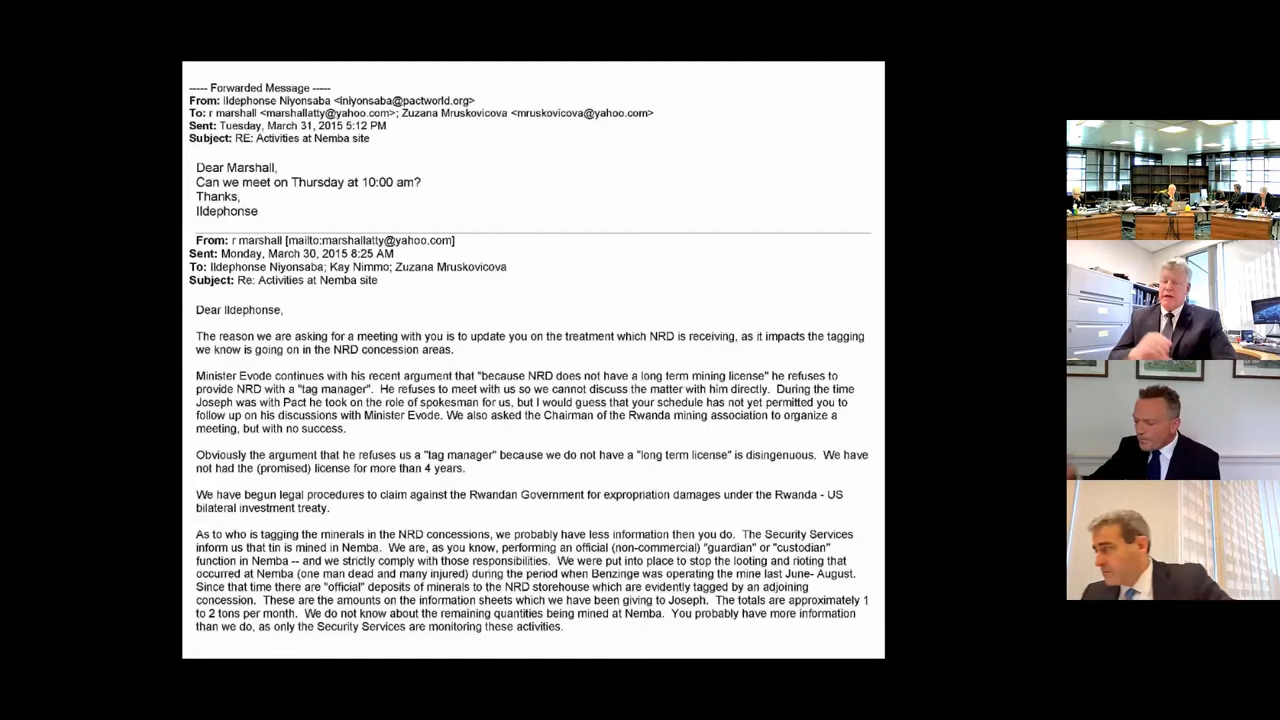 ----- Forwarded Message -----
From: Ildephonse Niyonsaba <iniyonsaba@pactworld.org>
To: r marshall <marshallatty@yahoo.com>; Zuzana Mruskovicova <mruskovicova@yahoo.com>
Sent: Tuesday, March 31, 2015 5:12 PM
Subject: RE: Activities at Nemba site
Dear Marshall,
Can we meet on Thursday at 10:00 am?
Thanks,
Ildephonse
From: r marshall [mailto:marshallatty@yahoo.com]
Sent: Monday, March 30, 2015 8:25 AM
To: Ildephonse Niyonsaba; Kay Nimmo; Zuzana Mruskovicova
Subject: Re: Activities at Nemba site
Dear Ildephonse,
The reason we are asking for a meeting with you is to update you on the treatment which NRD is receiving, as it impacts the tagging
we know is going on in the NRD concession areas.
Minister Evode continues with his recent argument that "because NRD does not have a long term mining license" he refuses to
provide NRD with a "tag manager". He refuses to meet with us so we cannot discuss the matter with him directly. During the time
Joseph was with Pact he took on the role of spokesman for us, but I would guess that your schedule has not yet permitted you to
follow up on his discussions with Minister Evode. We also asked the Chairman of the Rwanda mining association to organize a
meeting, but with no success.
Obviously the argument that he refuses us a "tag manager" because we do not have a "long term license" is disingenuous. We have
not had the (promised) license for more than 4 years.
We have begun legal procedures to claim against the Rwandan Government for expropriation damages under the Rwanda - US
bilateral investment treaty.
As to who is tagging the minerals in the NRD concessions, we probably have less information then you do. The Security Services
inform us that tin is mined in Nemba. We are, as you know, performing an official (non-commercial) "guardian" or "custodian"
function in Nemba -- and we strictly comply with those responsibilities. We were put into place to stop the looting and rioting that
occurred at Nemba (one man dead and many injured) during the period when Benzinge was operating the mine last June- August.
Since that time there are "official" deposits of minerals to the NRD storehouse which are evidently tagged by an adjoining
concession. These are the amounts on the information sheets which we have been giving to Joseph. The totals are approximately 1
to 2 tons per month. We do not know about the remaining quantities being mined at Nemba. You probably have more information
than we do, as only the Security Services are monitoring these activities.